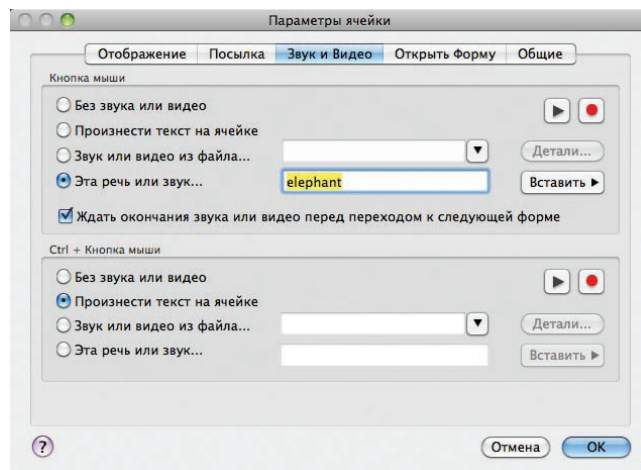 Параметры ячейки
Отображение Посылка Звук и Видео Открыть Форму Общие
Кнопка мыши
Без звука или видео
Произнести текст на ячейке
Звук или видео из файла... Детали...
Эта речь или звук... elephant Вставить
Ждать окончания звука или видео перед переходом к следующей форме
Ctrl + Кнопка мыши
Без звука или видео
Произнести текст на ячейке
Звук или видео из файла... Детали...
Эта речь или звук... Вставить
? Отмена OK